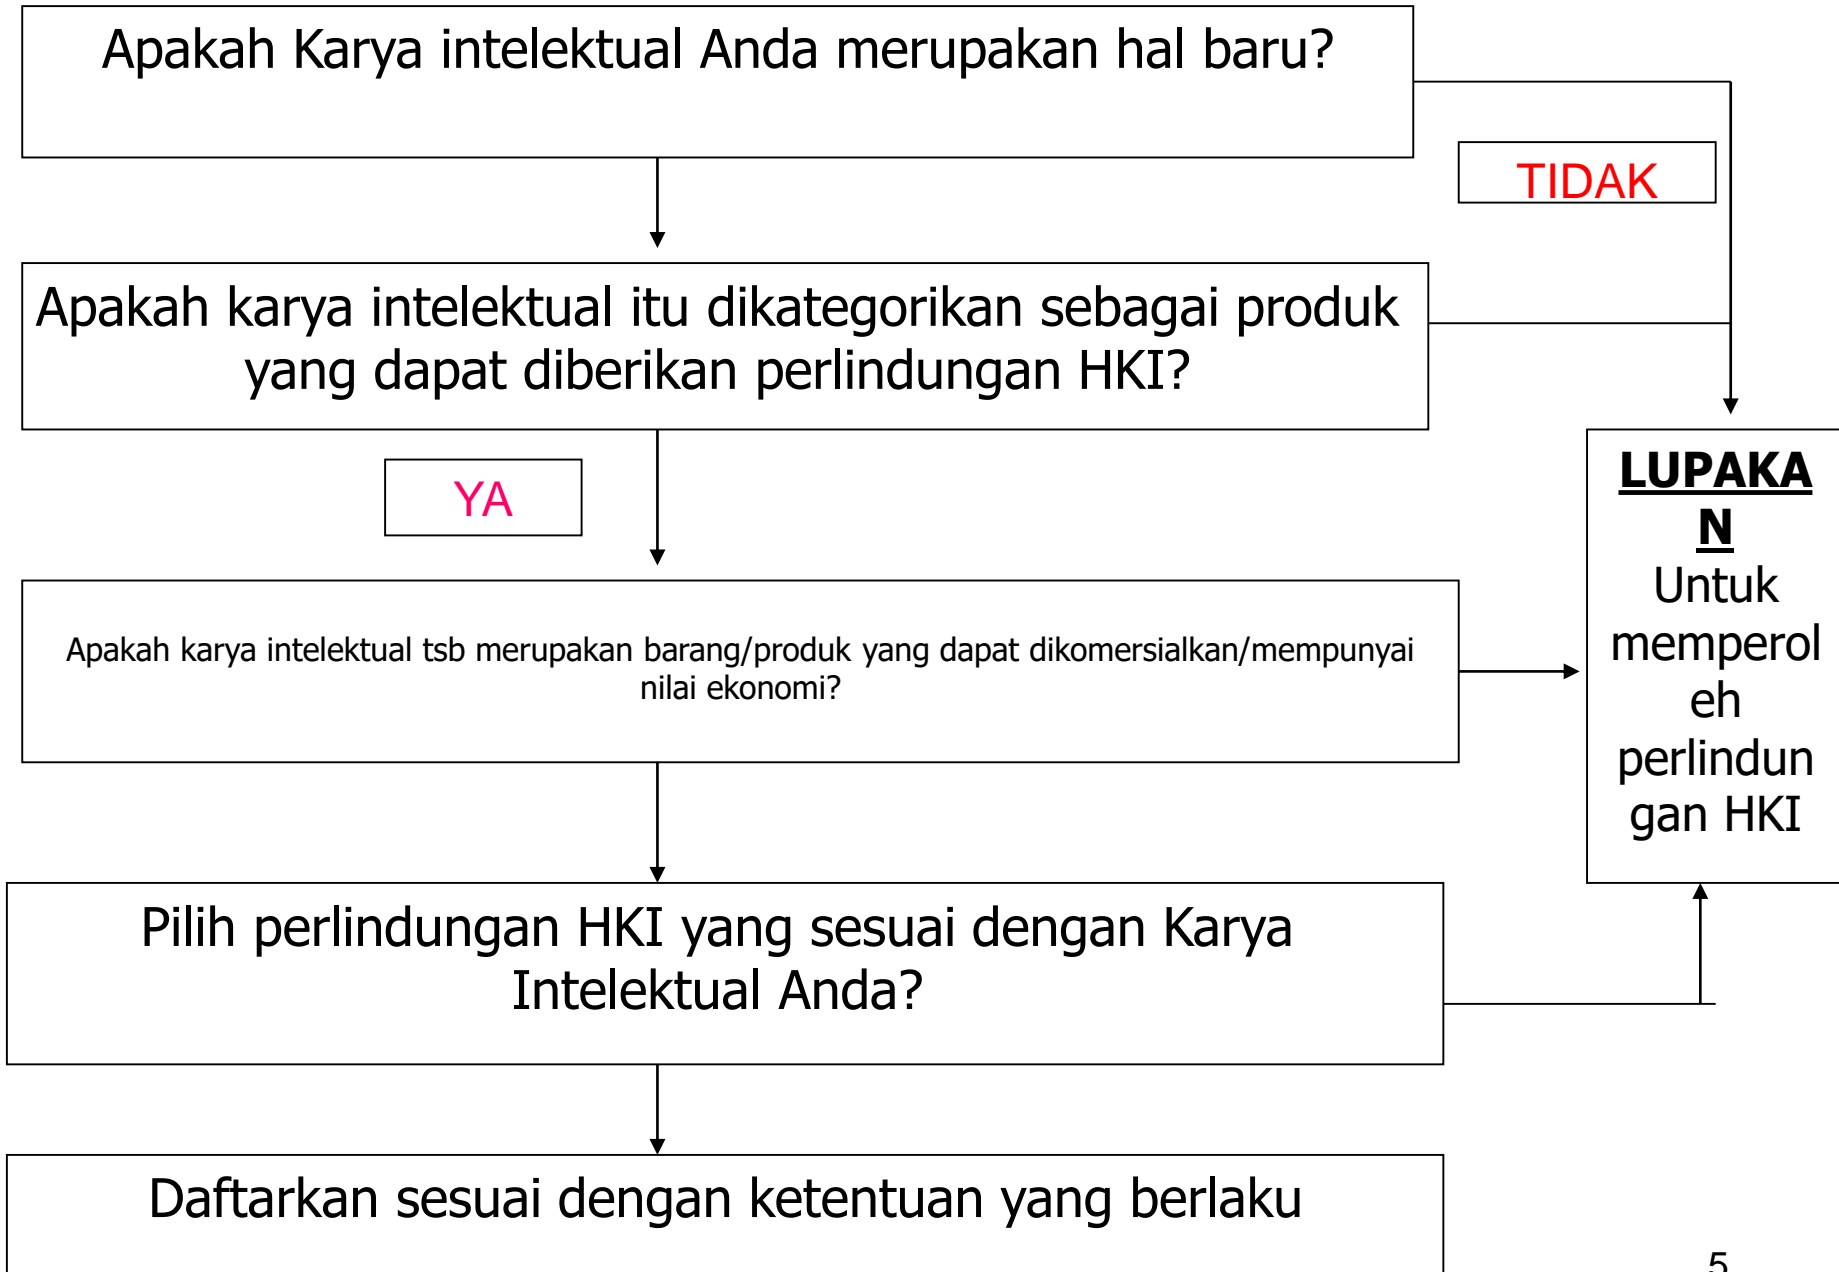 Apakah Karya intelektual Anda merupakan hal baru?
TIDAK
Apakah karya intelektual itu dikategorikan sebagai produk
yang dapat diberikan perlindungan HKI?
YA
Apakah karya intelektual tsb merupakan barang/produk yang dapat dikomersialkan/mempunyai
nilai ekonomi?
LUPAKA
N
Untuk
memperol
eh
perlindun
gan HKI
Pilih perlindungan HKI yang sesuai dengan Karya
Intelektual Anda?
Daftarkan sesuai dengan ketentuan yang berlaku
5